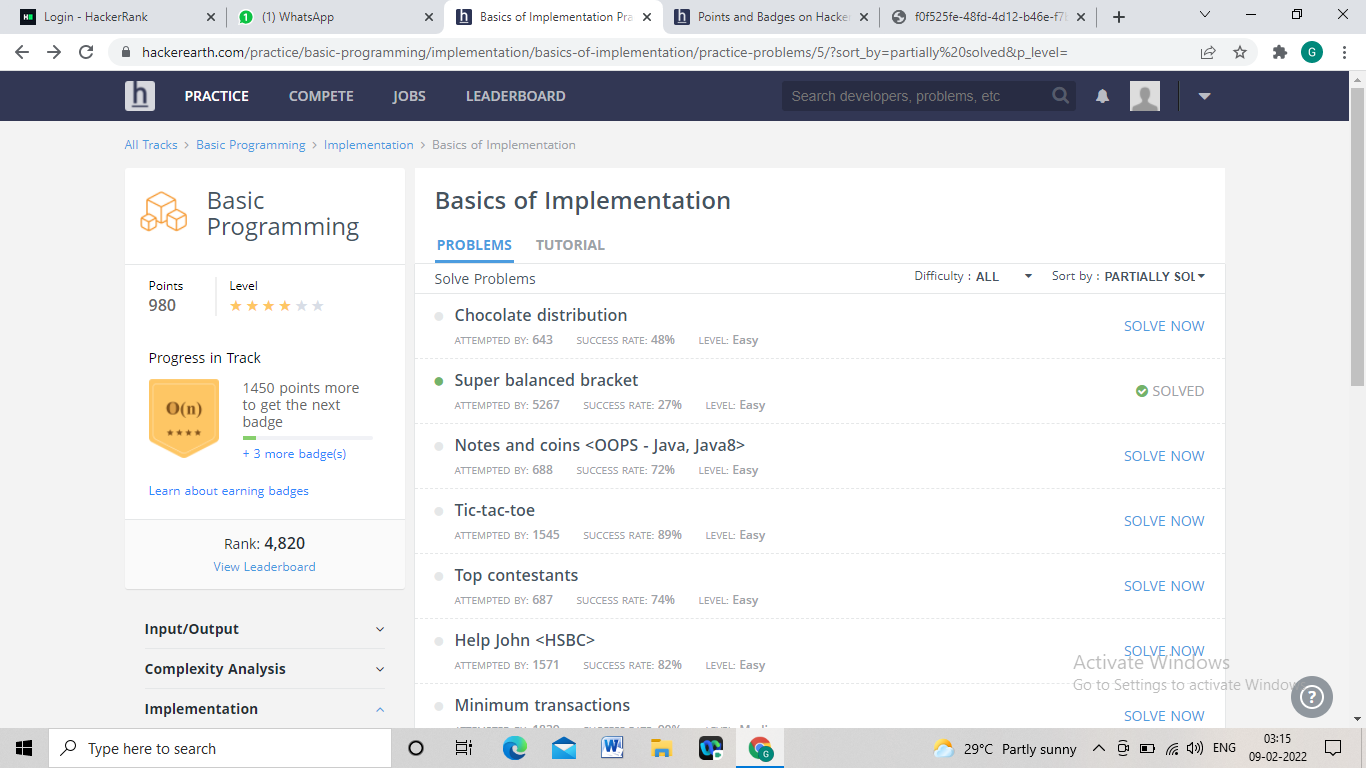 Login - HackerRank
(1) WhatsApp
Basics of Implementation Pra
Points and Badges on Hacker
f0f525fe-48fd-4d12-b46e-f7
hackerearth.com/practice/basic-programming/implementation/basics-of-implementation/practice-problems/5/?sort_by=partially%20solved&p_level=
G
h
PRACTICE
COMPETE
JOBS
LEADERBOARD
Search developers, problems, etc
All Tracks > Basic Programming > Implementation > Basics of Implementation
Basic
Programming
Points
980
Level
Progress in Track
O(n)
1450 points more
to get the next
badge
+ 3 more badge(s)
Learn about earning badges
Rank: 4,820
View Leaderboard
Input/Output
Complexity Analysis
Implementation
Basics of Implementation
PROBLEMS
TUTORIAL
Solve Problems
Difficulty : ALL
Sort by : PARTIALLY SOL
Chocolate distribution
ATTEMPTED BY: 643 SUCCESS RATE: 48% LEVEL: Easy
SOLVE NOW
Super balanced bracket
ATTEMPTED BY: 5267 SUCCESS RATE: 27% LEVEL: Easy
SOLVED
Notes and coins <OOPS - Java, Java8>
ATTEMPTED BY: 688 SUCCESS RATE: 72% LEVEL: Easy
SOLVE NOW
Tic-tac-toe
ATTEMPTED BY: 1545 SUCCESS RATE: 89% LEVEL: Easy
SOLVE NOW
Top contestants
ATTEMPTED BY: 687 SUCCESS RATE: 74% LEVEL: Easy
SOLVE NOW
Help John <HSBC>
ATTEMPTED BY: 1571 SUCCESS RATE: 82% LEVEL: Easy
SOLVE NOW
Minimum transactions
SOLVE NOW
Activate Windows
Go to Settings to activate Windows
?
Type here to search
29°C Partly sunny
ENG
03:15
09-02-2022